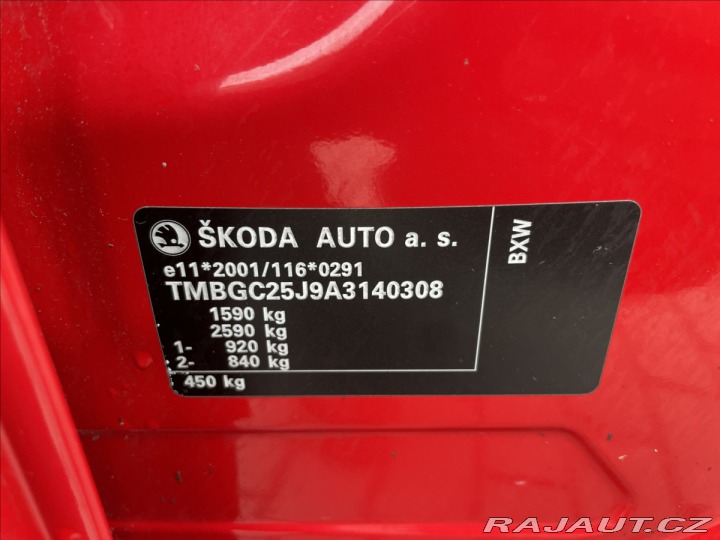 ŠKODA AUTO a. s.
BXW
e11*2001/116*0291
TMBGC25J9A3140308
1590 kg
2590 kg
1- 920 kg
2- 840 kg
450 kg
RAJAUT.CZ